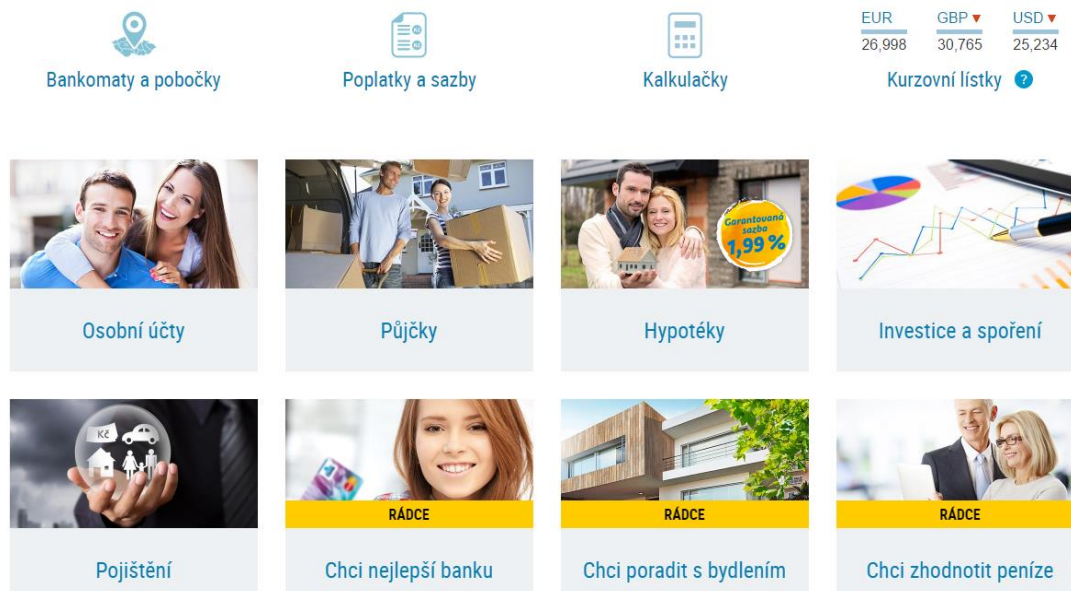 EUR GBP USD
26,998 30,765 25,234
Bankomaty a pobočky
Poplatky a sazby
Kalkulačky
Kurzovní lístky ?
Garantovaná
sazba
1,99 %
Osobní účty
Půjčky
Hypotéky
Investice a spoření
Kč
RÁDCE
RÁDCE
RÁDCE
Pojištění
Chci nejlepší banku
Chci poradit s bydlením
Chci zhodnotit peníze